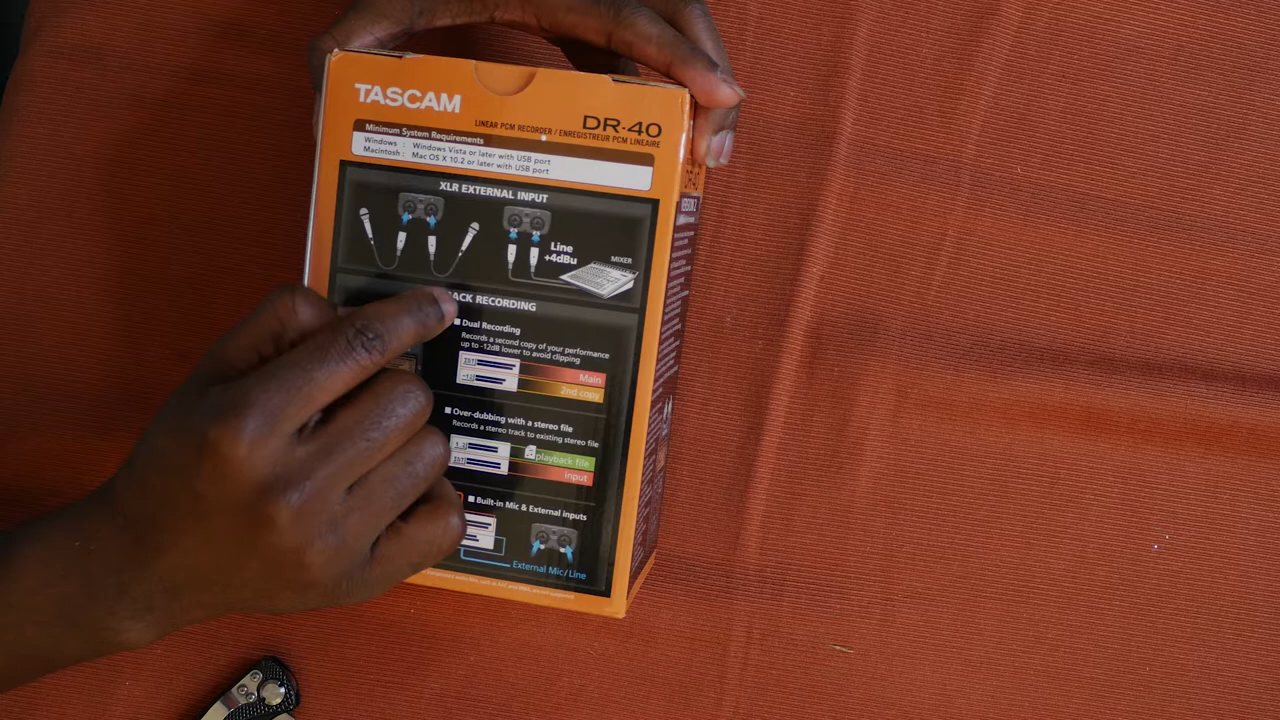 TASCAM
DR-40
LINEAR PCM RECORDER / ENREGISTREUR PCM LINEAIRE
Minimum System Requirements
Windows : Windows Vista or later with USB port
Macintosh : Mac OS X 10.2 or later with USB port
XLR EXTERNAL INPUT
Line
+4dBu
MIXER
ACK RECORDING
Dual Recording
Records a second copy of your performance
up to -12dB lower to avoid clipping
Main
2nd copy
Over-dubbing with a stereo file
Records a stereo track to existing stereo file
playback file
input
Built-in Mic & External inputs
External Mic/Line
DR-40
VERSION 2